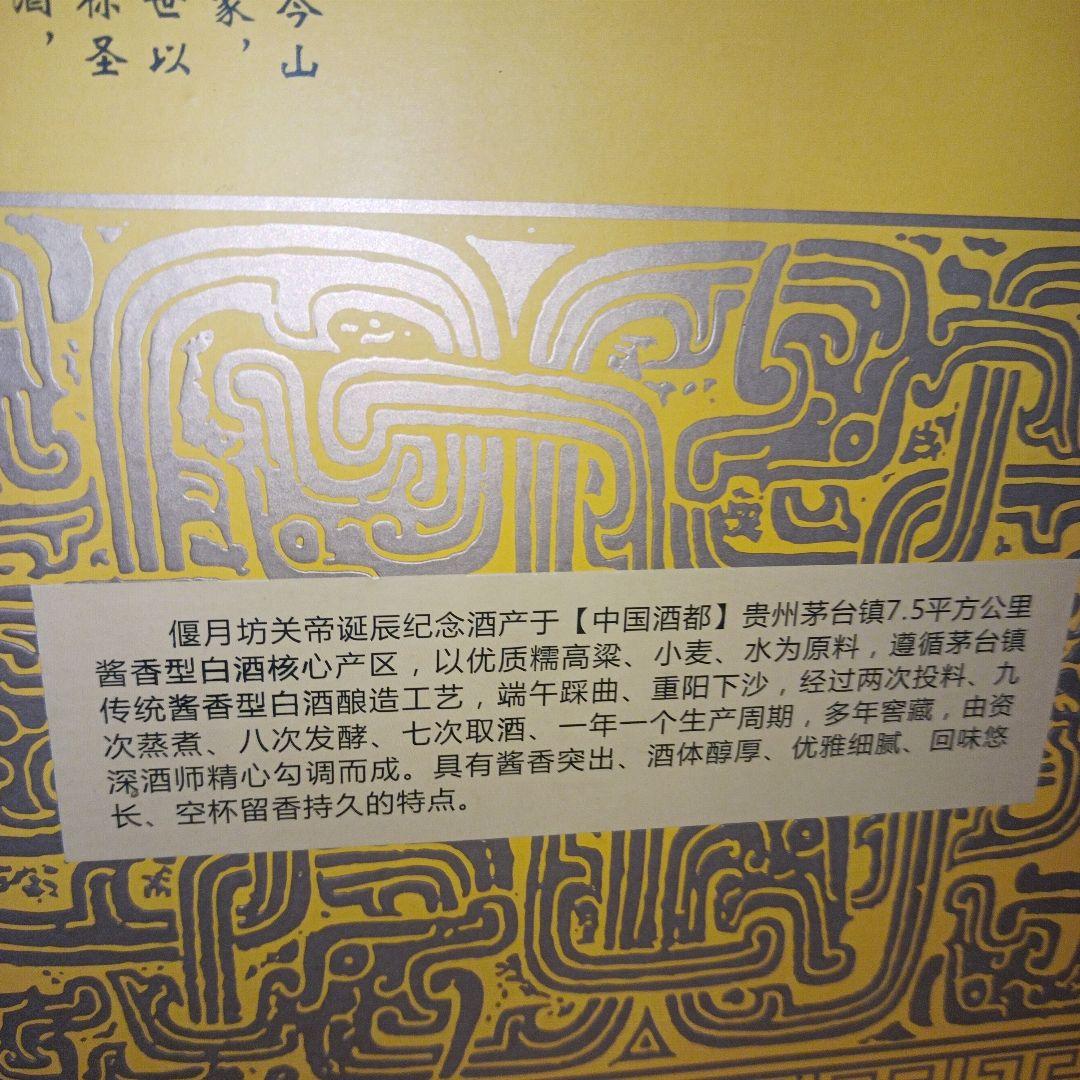 今山
家，
世以
称圣
酒，
偃月坊关帝诞辰纪念酒产于【中国酒都】贵州茅台镇7.5平方公里
酱香型白酒核心产区，以优质糯高粱、小麦、水为原料，遵循茅台镇
传统酱香型白酒酿造工艺，端午踩曲、重阳下沙，经过两次投料、九
次蒸煮、八次发酵、七次取酒、一年一个生产周期，多年窖藏，由资
深酒师精心勾调而成。具有酱香突出、酒体醇厚、优雅细腻、回味悠
长、空杯留香持久的特点。